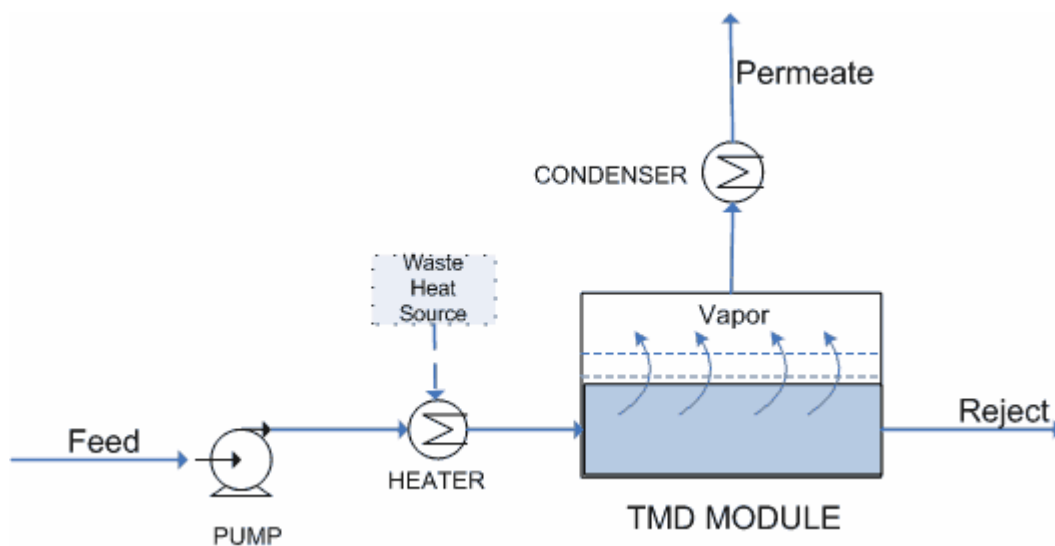 Permeate
CONDENSER
Waste
Heat
Source
Vapor
Feed
Reject
HEATER
TMD MODULE
PUMP